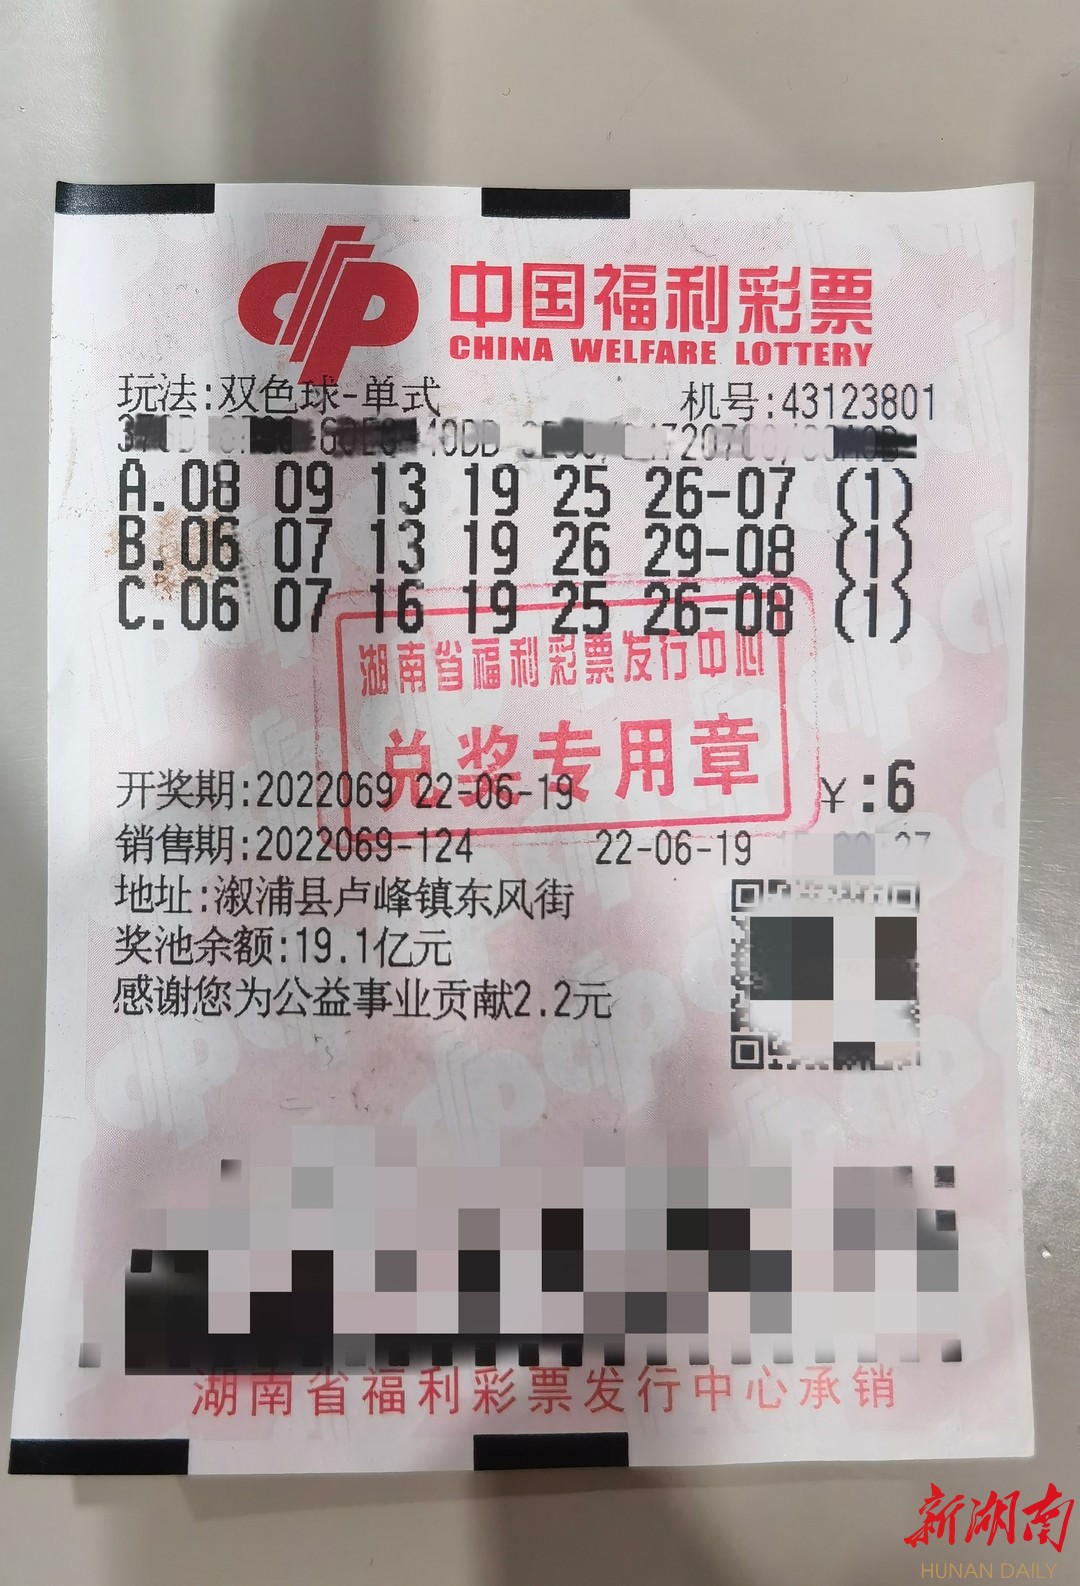 中国福利彩票
CHINA WELFARE LOTTERY
玩法:双色球-单式 机号:43123801
A.08 09 13 19 25 26-07 (1)
B.06 07 13 19 26 29-08 (1)
C.06 07 16 19 25 26-08 (1)
湖南省福利彩票发行中心
兑奖专用章
开奖期:2022069 22-06-19 ¥:6
销售期:2022069-124 22-06-19
地址:溆浦县卢峰镇东风街
奖池余额:19.1亿元
感谢您为公益事业贡献2.2元
湖南省福利彩票发行中心承销
新湖南
HUNAN DAILY